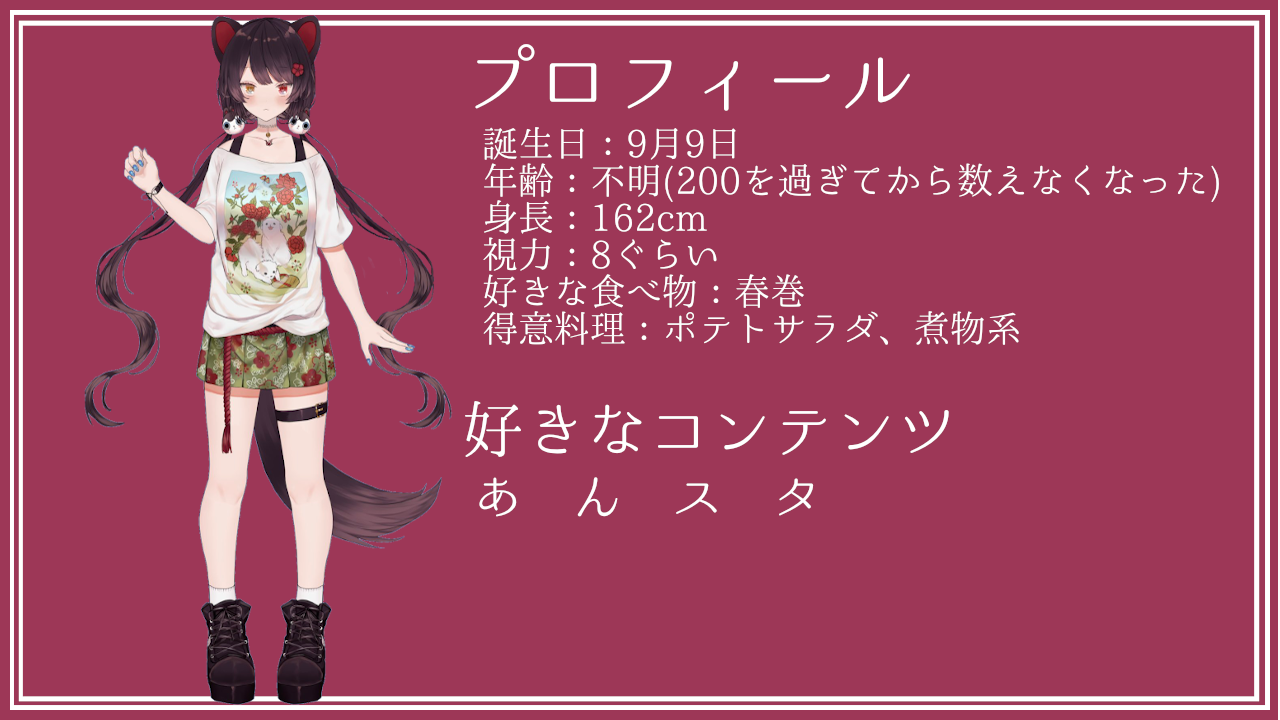 プロフィール
誕生日：9月9日
年齢：不明(200を過ぎてから数えなくなった)
身長：162cm
視力：8ぐらい
好きな食べ物：春巻
得意料理：ポテトサラダ、煮物系
好きなコンテンツ
あんスタ